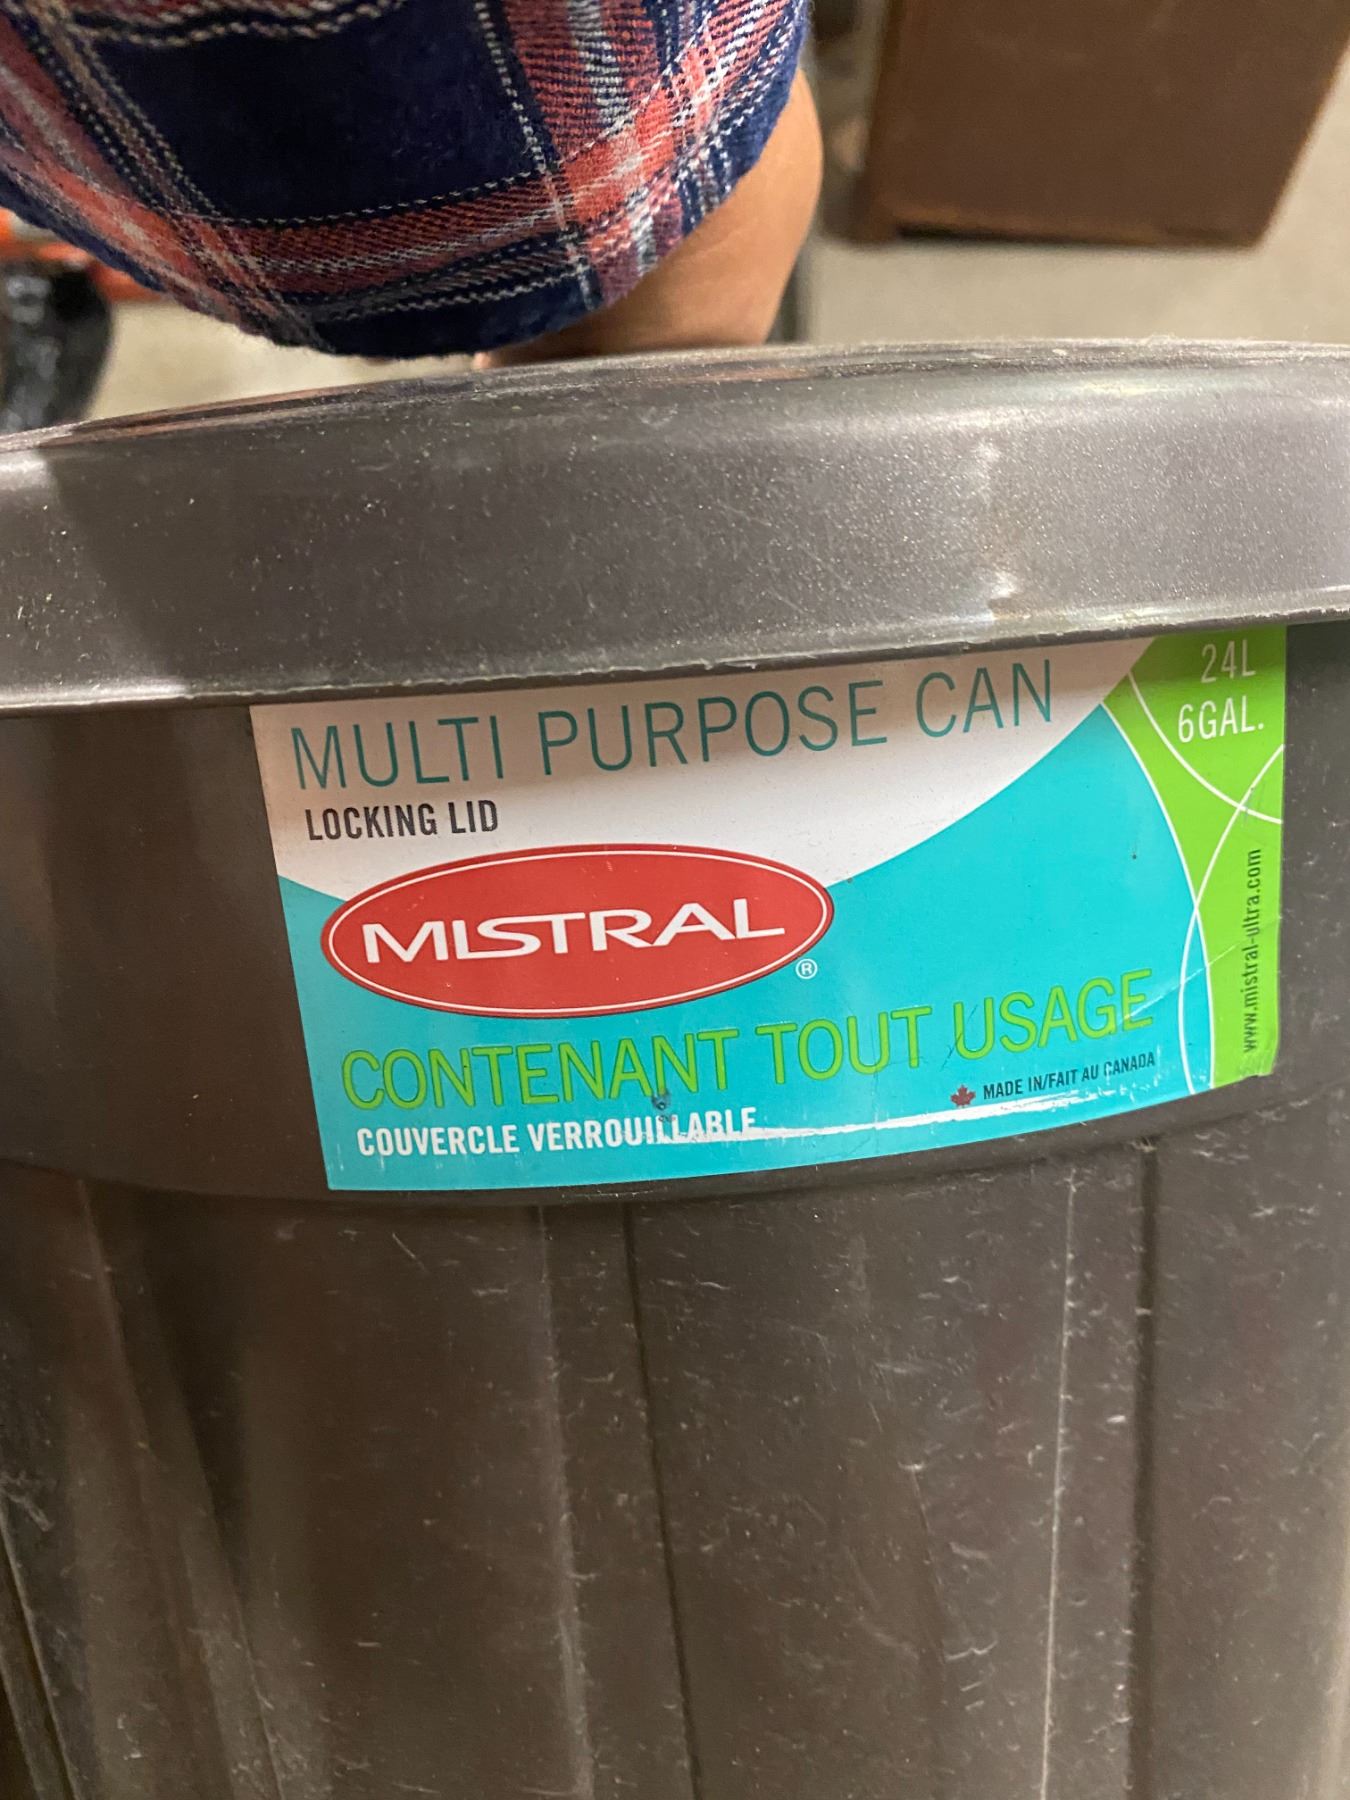 MULTI PURPOSE CAN
LOCKING LID
24L
6GAL.
MISTRAL
®
CONTENANT TOUT USAGE
COUVERCLE VERROUILLABLE
MADE IN/FAIT AU CANADA
www.mistral-ultra.com